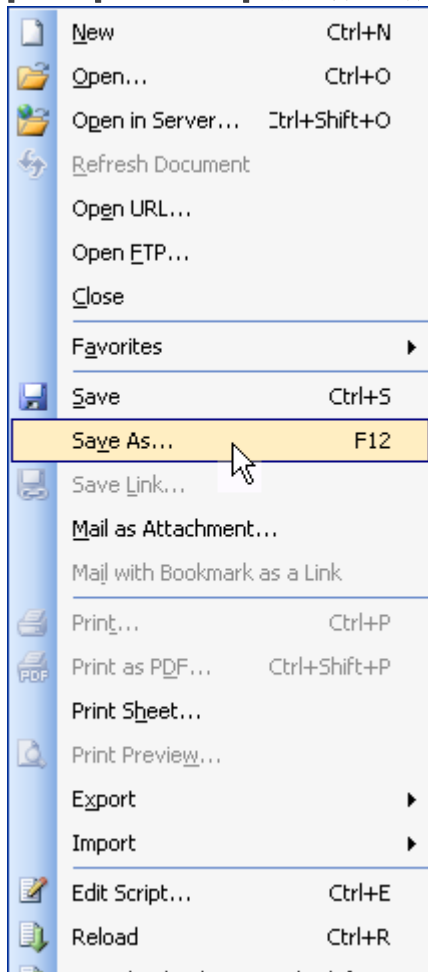 New Ctrl+N
Open... Ctrl+O
Open in Server... Ctrl+Shift+O
Refresh Document
Open URL...
Open FTP...
Close
Favorites
Save Ctrl+S
Save As... F12
Save Link...
Mail as Attachment...
Mail with Bookmark as a Link
Print... Ctrl+P
Print as PDF... Ctrl+Shift+P
PDF
Print Sheet...
Print Preview...
Export
Import
Edit Script... Ctrl+E
Reload Ctrl+R